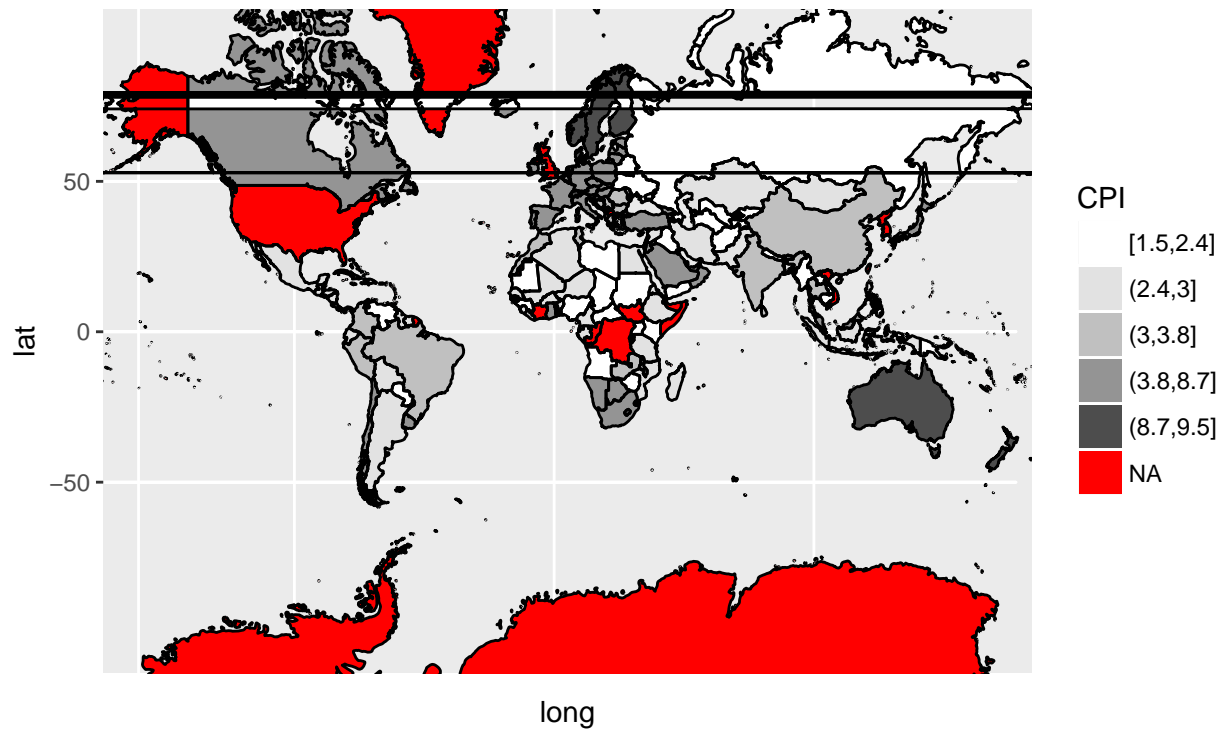 CPI
[1.5,2.4]
(2.4,3]
(3,3.8]
(3.8,8.7]
(8.7,9.5]
NA
50
0
−50
lat
long